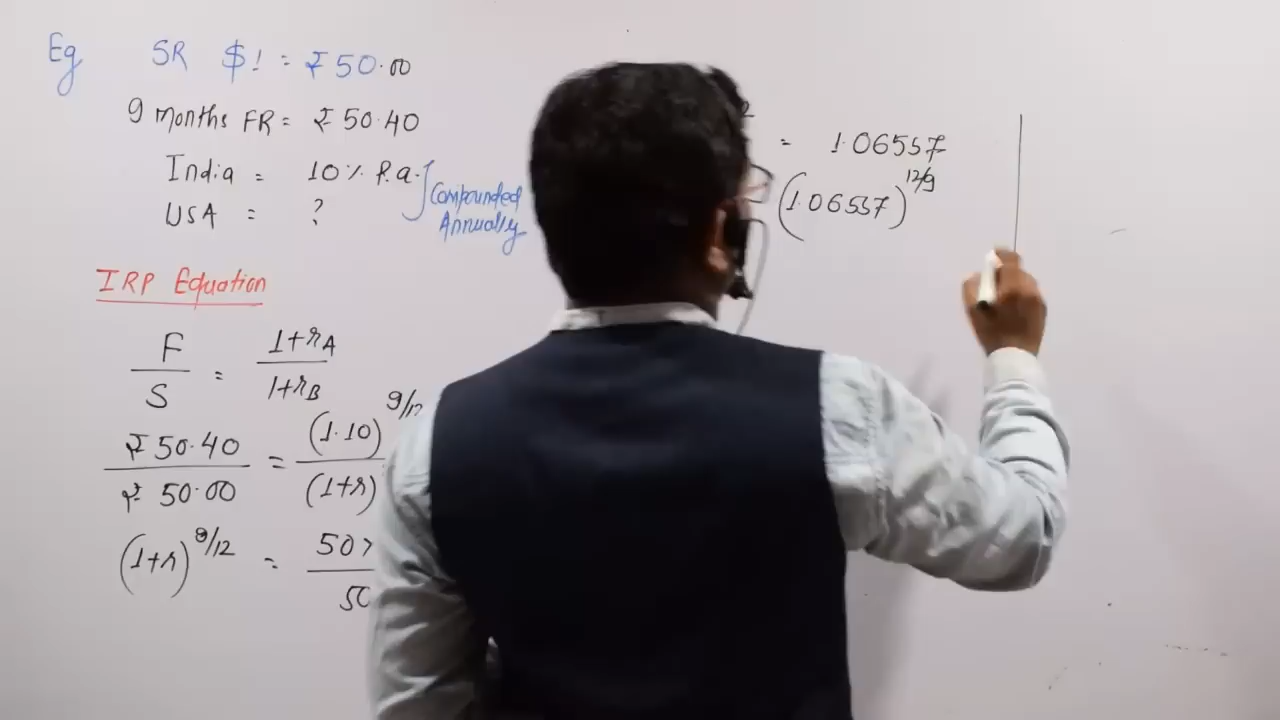 Eg SR $1 = ₹50.00
9 Months FR = ₹50.40
India = 10% P.a.
USA = ?
Compounded
Annually
IRP Equation
F/S = 1+rA/1+rB
₹50.40/₹50.00 = (1.10)^9/12/(1+r)
(1+r)^9/12 = 50
50
2
= 1.06557
(1.06557)^12/9